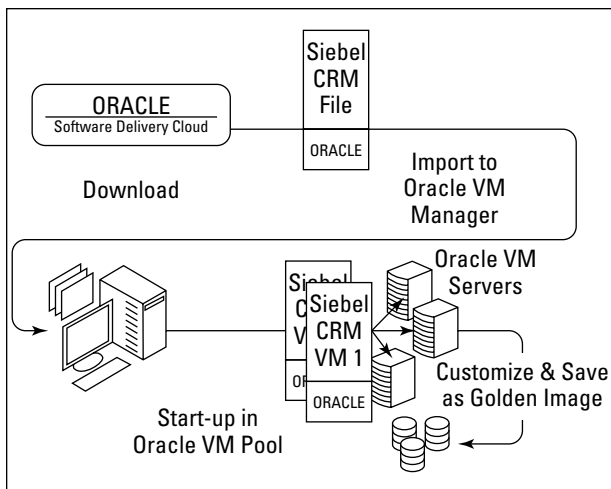 ORACLE
Software Delivery Cloud
Siebel
CRM
File
ORACLE
Download
Import to
Oracle VM
Manager
Oracle VM
Servers
Siebel
CRM
VM 1
ORACLE
Start-up in
Oracle VM Pool
Customize & Save
as Golden Image